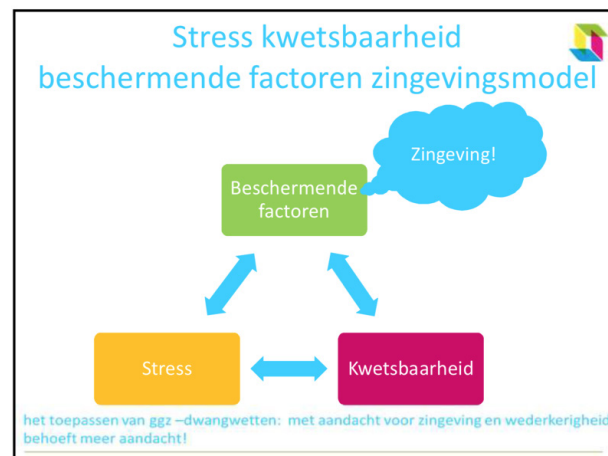 Stress kwetsbaarheid
beschermende factoren zingevingsmodel
Zingeving!
Beschermende
factoren
Stress
Kwetsbaarheid
het toepassen van ggz –dwangwetten: met aandacht voor zingeving en wederkerigheid
behoeft meer aandacht!